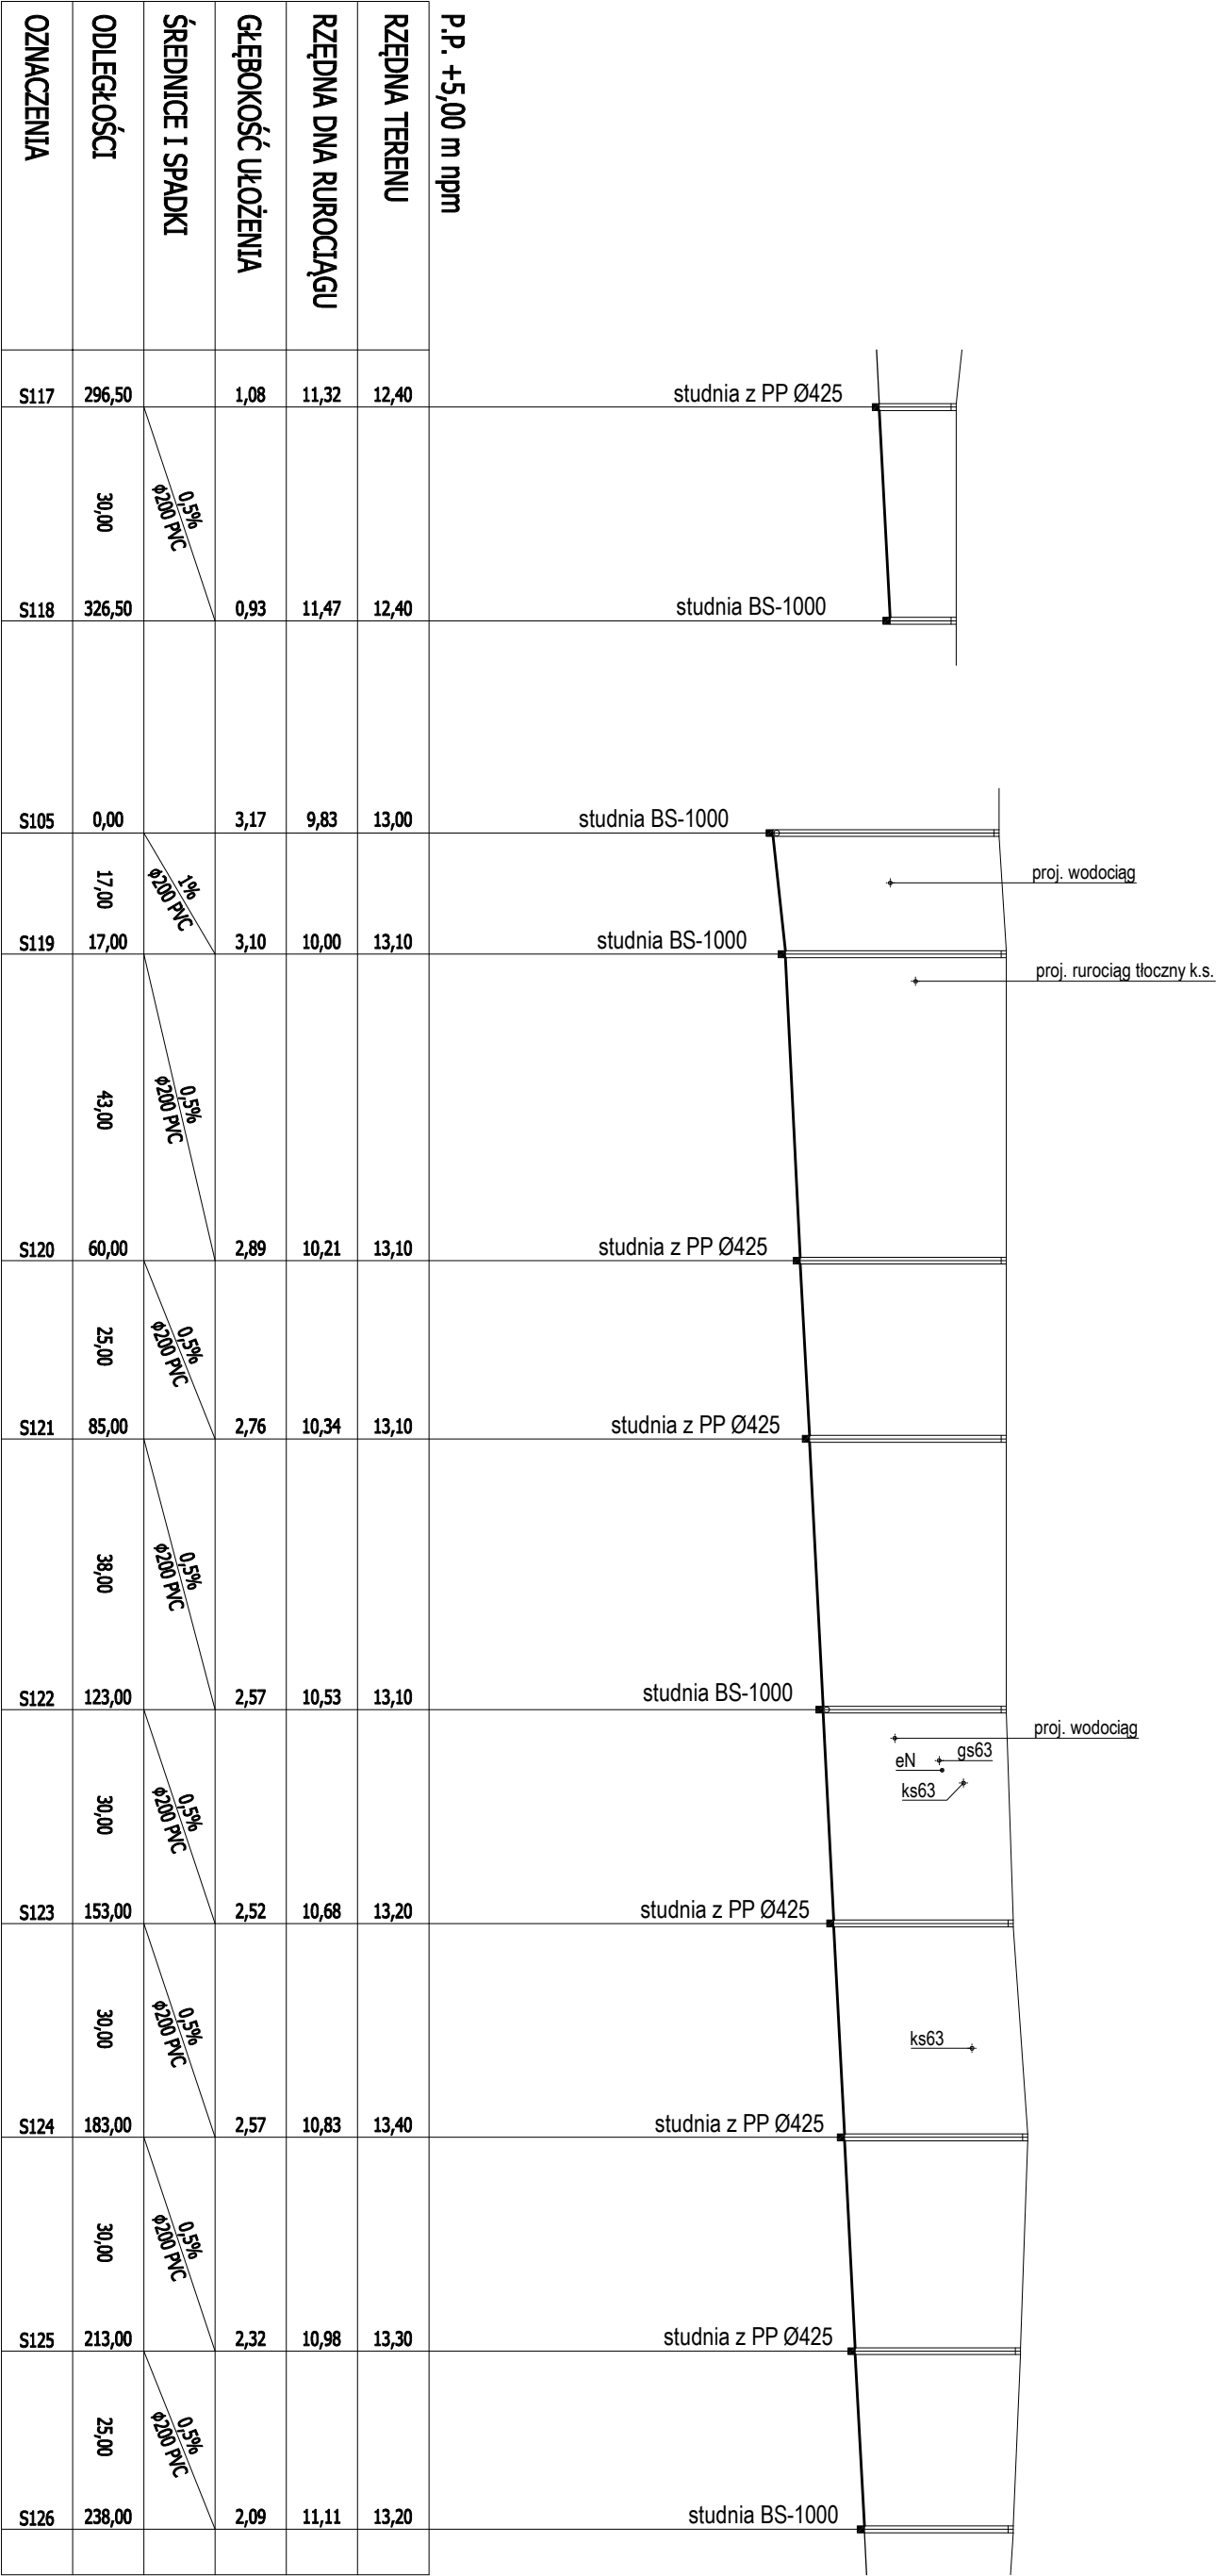 P.P. +5,00 m npm
RZĘDNA TERENU
RZĘDNA DNA RUROCIĄGU
GŁĘBOKOŚĆ UŁOŻENIA
ŚREDNICE I SPADKI
ODLEGŁOŚCI
OZNACZENIA
S117 296,50 1,08 11,32 12,40 studnia z PP Ø425
30,00 0,5%
ϕ200 PVC
S118 326,50 0,93 11,47 12,40 studnia BS-1000
S105 0,00 3,17 9,83 13,00 studnia BS-1000
17,00 1%
ϕ200 PVC
proj. wodociąg
S119 17,00 3,10 10,00 13,10 studnia BS-1000
proj. rurociąg tłoczny k.s.
43,00 0,5%
ϕ200 PVC
S120 60,00 2,89 10,21 13,10 studnia z PP Ø425
25,00 0,5%
ϕ200 PVC
S121 85,00 2,76 10,34 13,10 studnia z PP Ø425
38,00 0,5%
ϕ200 PVC
S122 123,00 2,57 10,53 13,10 studnia BS-1000
proj. wodociąg
gs63
eN
ks63
30,00 0,5%
ϕ200 PVC
S123 153,00 2,52 10,68 13,20 studnia z PP Ø425
30,00 0,5%
ϕ200 PVC
ks63
S124 183,00 2,57 10,83 13,40 studnia z PP Ø425
30,00 0,5%
ϕ200 PVC
S125 213,00 2,32 10,98 13,30 studnia z PP Ø425
25,00 0,5%
ϕ200 PVC
S126 238,00 2,09 11,11 13,20 studnia BS-1000